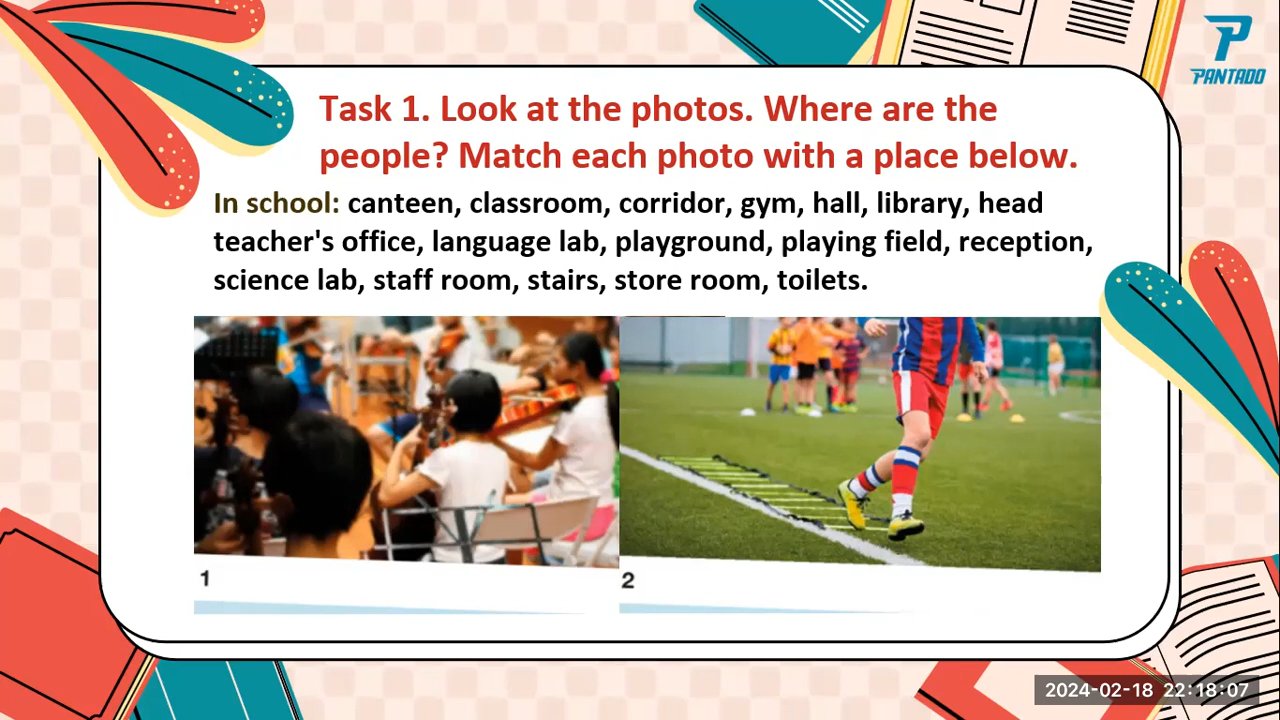 PANTADO
Task 1. Look at the photos. Where are the
people? Match each photo with a place below.
In school: canteen, classroom, corridor, gym, hall, library, head
teacher's office, language lab, playground, playing field, reception,
science lab, staff room, stairs, store room, toilets.
1
2
2024-02-18 22:18:07